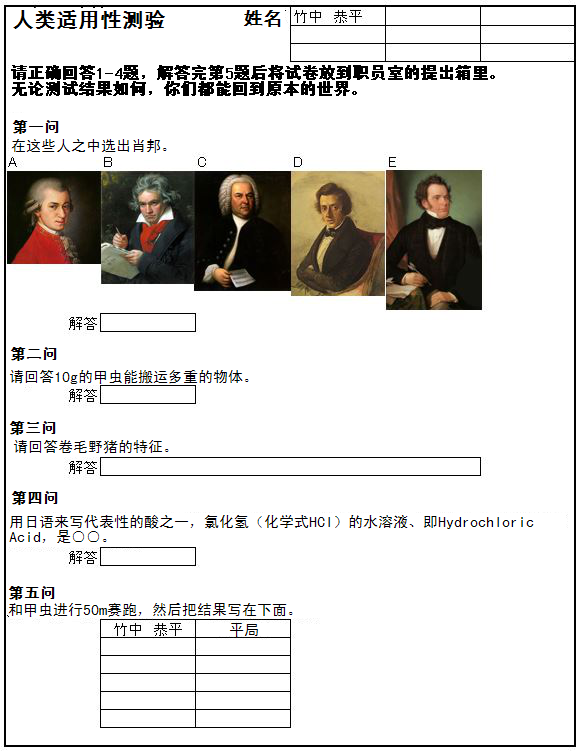 人类适用性测验 姓名 竹中 恭平
请正确回答1-4题，解答完第5题后将试卷放到职员室的提出箱里。
无论测试结果如何，你们都能回到原本的世界。
第一问
在这些人之中选出肖邦。
A B C D E
解答
第二问
请回答10g的甲虫能搬运多重的物体。
解答
第三问
请回答卷毛野猪的特征。
解答
第四问
用日语来写代表性的酸之一，氯化氢（化学式HCl）的水溶液、即Hydrochloric
Acid，是○○。
解答
第五问
和甲虫进行50m赛跑，然后把结果写在下面。
竹中 恭平 平局